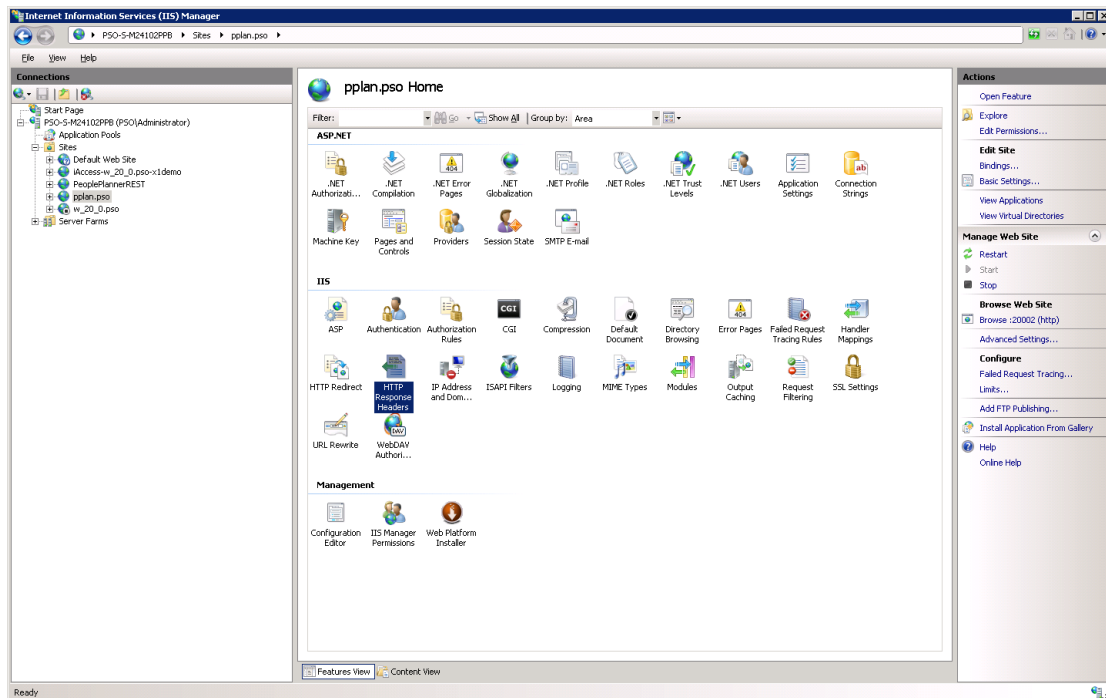 Internet Information Services (IIS) Manager
PSO-S-M24102PPB Sites pplan.pso
File View Help
Connections
Start Page
PSO-S-M24102PPB (PSO\Administrator)
Application Pools
Sites
Default Web Site
iAccess-w_20_0.pso-x1demo
PeoplePlannerREST
pplan.pso
w_20_0.pso
Server Farms
pplan.pso Home
Filter: Go Show All Group by: Area
ASP.NET
.NET Authorizati...
.NET Compilation
.NET Error Pages
.NET Globalization
.NET Profile
.NET Roles
.NET Trust Levels
.NET Users
Application Settings
Connection Strings
Machine Key
Pages and Controls
Providers
Session State
SMTP E-mail
IIS
ASP
Authentication
Authorization Rules
CGI
Compression
Default Document
Directory Browsing
Error Pages
Failed Request Tracing Rules
Handler Mappings
HTTP Redirect
HTTP Response Headers
IP Address and Dom...
ISAPI Filters
Logging
MIME Types
Modules
Output Caching
Request Filtering
SSL Settings
URL Rewrite
WebDAV Authori...
Management
Configuration Editor
IIS Manager Permissions
Web Platform Installer
Features View Content View
Actions
Open Feature
Explore
Edit Permissions...
Edit Site
Bindings...
Basic Settings...
View Applications
View Virtual Directories
Manage Web Site
Restart
Start
Stop
Browse Web Site
Browse :20002 (http)
Advanced Settings...
Configure
Failed Request Tracing...
Limits...
Add FTP Publishing...
Install Application From Gallery
Help
Online Help
Ready